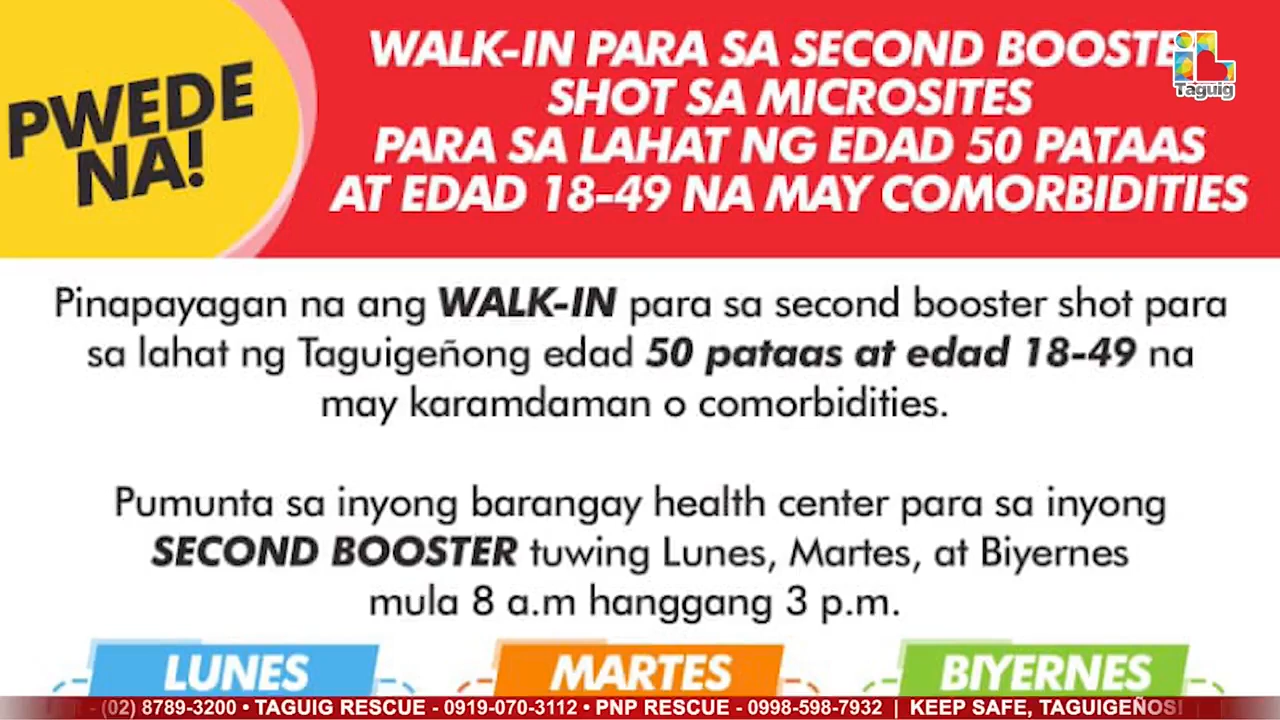 PWEDE
NA!
WALK-IN PARA SA SECOND BOOSTER
SHOT SA MICROSITES
PARA SA LAHAT NG EDAD 50 PATAAS
AT EDAD 18-49 NA MAY COMORBIDITIES
Taguig
Pinapayagan na ang WALK-IN para sa second booster shot para
sa lahat ng Taguigeñong edad 50 pataas at edad 18-49 na
may karamdaman o comorbidities.
Pumunta sa inyong barangay health center para sa inyong
SECOND BOOSTER tuwing Lunes, Martes, at Biyernes
mula 8 a.m hanggang 3 p.m.
LUNES
MARTES
BIYERNES
- (02) 8789-3200 • TAGUIG RESCUE - 0919-070-3112 • PNP RESCUE - 0998-598-7932 | KEEP SAFE, TAGUIGEÑOS! |